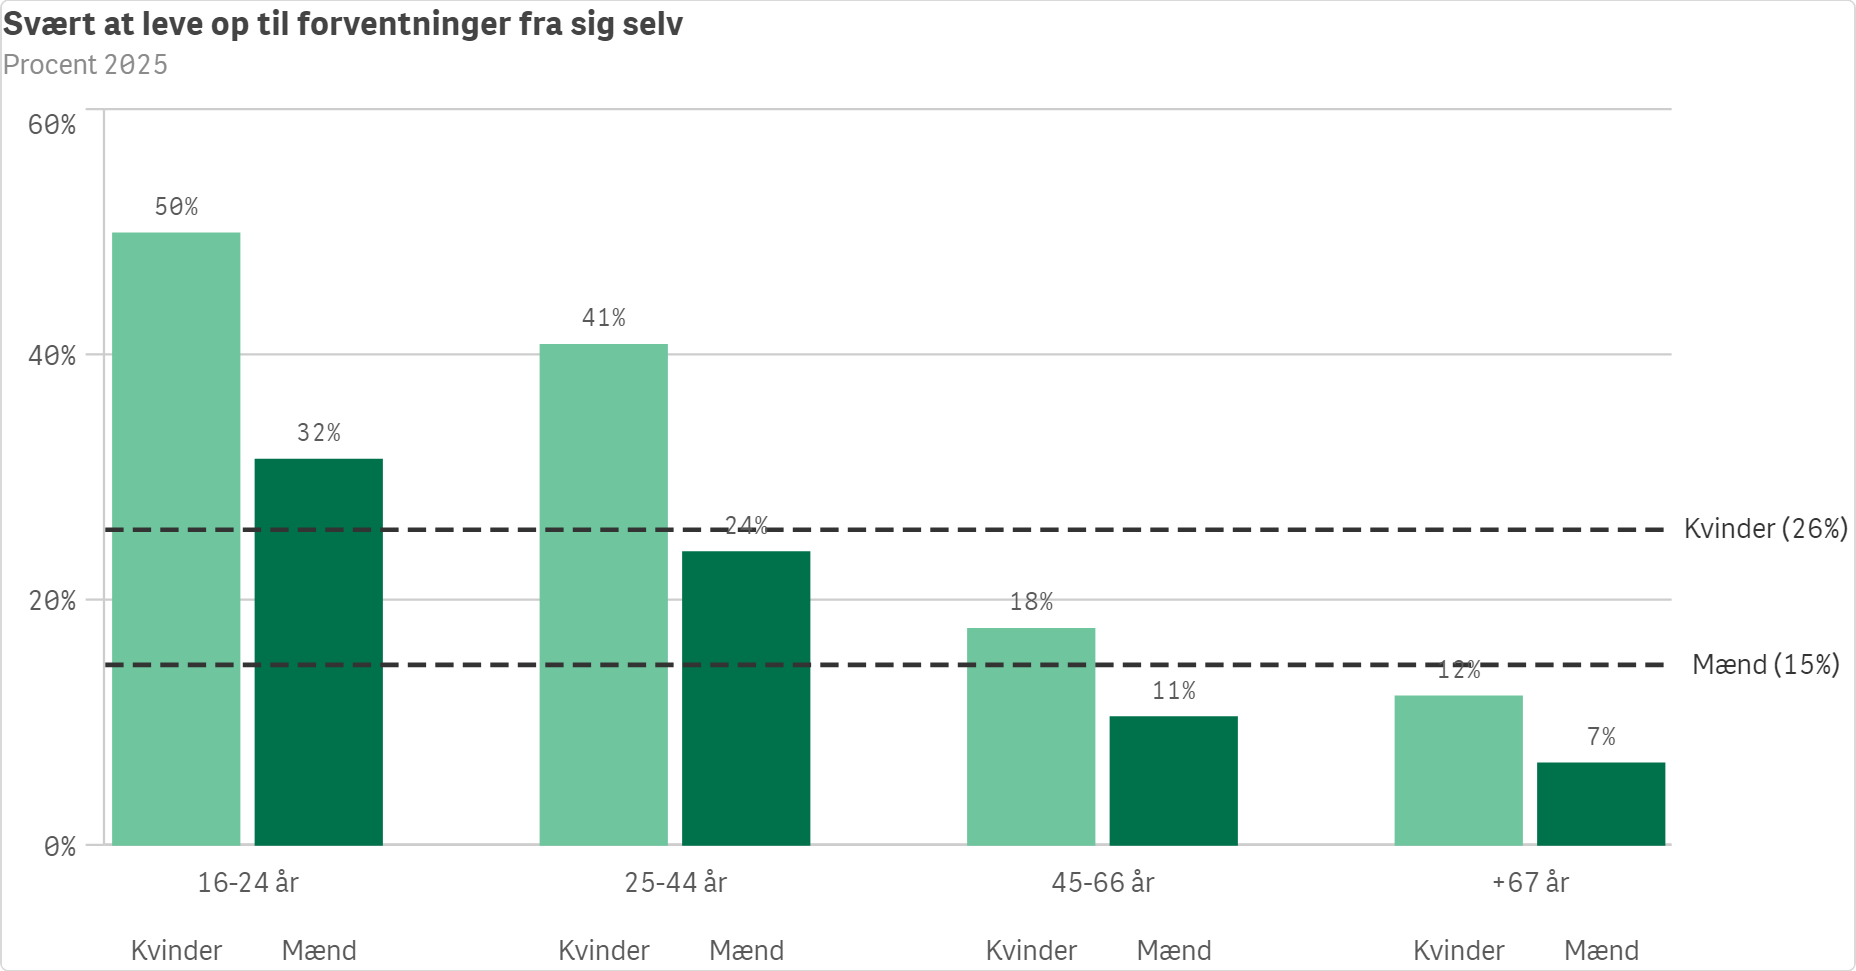 Svært at leve op til forventninger fra sig selv
Procent 2025
60%
50%
41%
40%
32%
24%
Kvinder (26%)
20%
18%
Mænd (15%)
12%
11%
7%
0%
16-24 år 25-44 år 45-66 år +67 år
Kvinder Mænd Kvinder Mænd Kvinder Mænd Kvinder Mænd